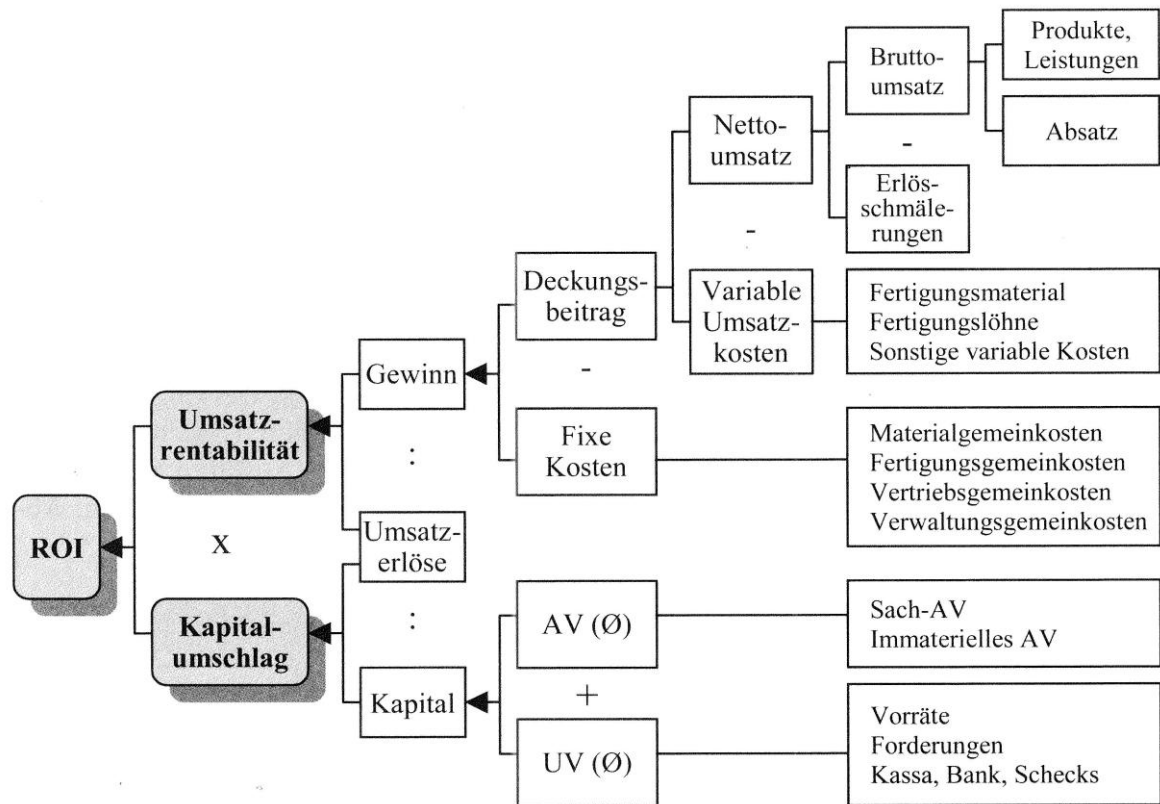 Produkte,
Leistungen
Brutto-
umsatz
Absatz
Netto-
umsatz
-
Erlös-
schmäle-
rungen
-
Deckungs-
beitrag
Variable
Umsatz-
kosten
Fertigungsmaterial
Fertigungslöhne
Sonstige variable Kosten
Gewinn
-
Umsatz-
rentabilität
:
Fixe
Kosten
Materialgemeinkosten
Fertigungsgemeinkosten
Vertriebsgemeinkosten
Verwaltungsgemeinkosten
ROI
X
Umsatz-
erlöse
Kapital-
umschlag
:
AV (Ø)
Sach-AV
Immaterielles AV
Kapital
+
UV (Ø)
Vorräte
Forderungen
Kassa, Bank, Schecks